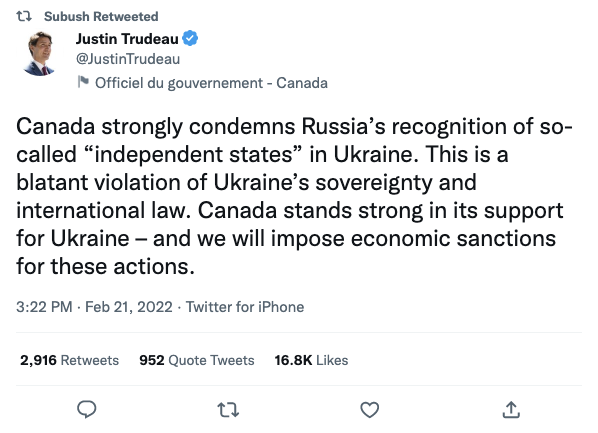 Subush Retweeted
Justin Trudeau
@JustinTrudeau
Officiel du gouvernement - Canada
Canada strongly condemns Russia’s recognition of so-
called “independent states” in Ukraine. This is a
blatant violation of Ukraine’s sovereignty and
international law. Canada stands strong in its support
for Ukraine – and we will impose economic sanctions
for these actions.
3:22 PM · Feb 21, 2022 · Twitter for iPhone
2,916 Retweets 952 Quote Tweets 16.8K Likes